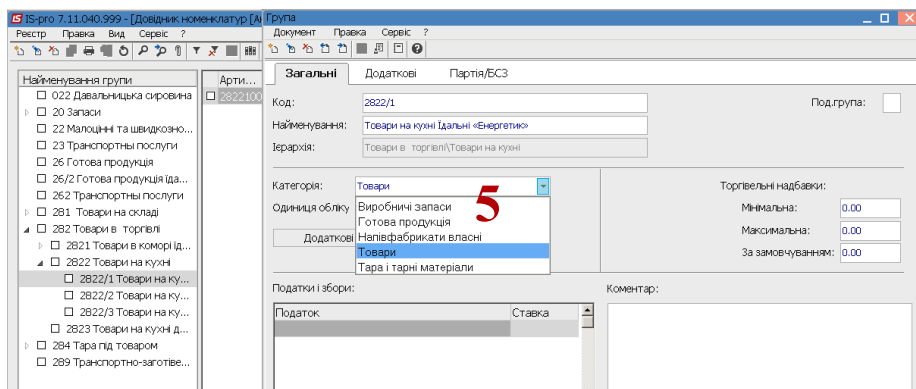 IS-pro 7.11.040.999 - [Довідник номенклатур [Ак
Реєстр Правка Вид Сервіс ?
Найменування групи
022 Давальницька сировина
20 Запаси
22 Малоцінні та швидкозно...
23 Транспортны послуги
26 Готова продукція
26/2 Готова продукція їда...
262 Транспортны послуги
281 Товари на складі
282 Товари в торгівлі
2821 Товари в коморі їд...
2822 Товари на кухні
2822/1 Товари на ку...
2822/2 Товари на ку...
2822/3 Товари на ку...
2823 Товари на кухні д...
284 Тара під товаром
289 Транспортно-заготіве...
Арти...
2822100
Група
Документ Правка Сервіс ?
Загальні Додаткові Партія/БСЗ
Код: 2822/1 Под.група:
Найменування: Товари на кухні Їдальні «Енергетик»
Ієрархія: Товари в торгівлі\Товари на кухні
Категорія: Товари
Одиниця обліку
Додаткові
Виробничі запаси
Готова продукція
Напівфабрикати власні
Товари
Тара і тарні матеріали
5
Торгівельні надбавки:
Мінімальна: 0.00
Максимальна: 0.00
За замовчуванням: 0.00
Податки і збори:
Податок Ставка
Коментар: